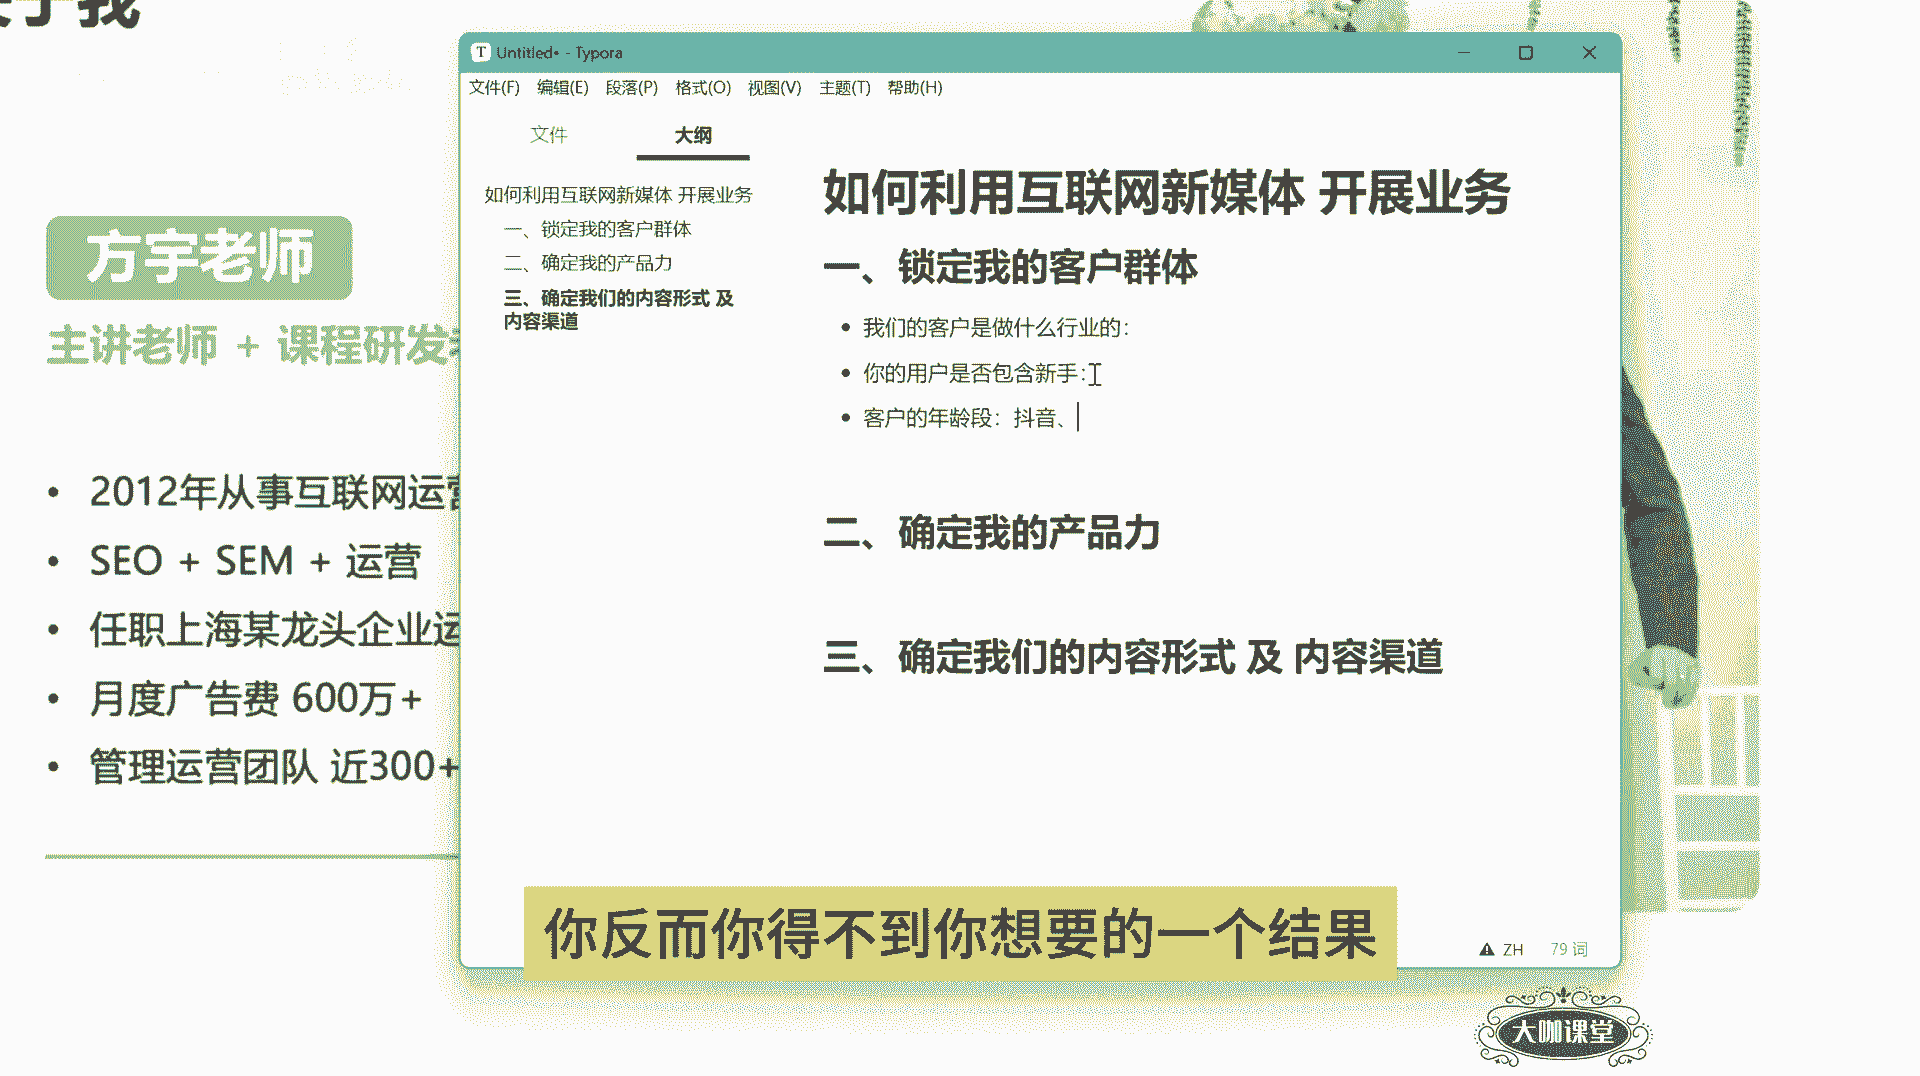 于我
方宇老师
主讲老师 + 课程研发
2012年从事互联网运营
SEO + SEM + 运营
任职上海某龙头企业运
月度广告费 600万+
管理运营团队 近300+
Untitled• - Typora
文件(F) 编辑(E) 段落(P) 格式(O) 视图(V) 主题(T) 帮助(H)
文件 大纲
如何利用互联网新媒体 开展业务
一、锁定我的客户群体
二、确定我的产品力
三、确定我们的内容形式 及
内容渠道
如何利用互联网新媒体 开展业务
一、锁定我的客户群体
我们的客户是做什么行业的：
你的用户是否包含新手：
客户的年龄段：抖音、
二、确定我的产品力
三、确定我们的内容形式 及 内容渠道
你反而你得不到你想要的一个结果
ZH 79 词
大咖课堂